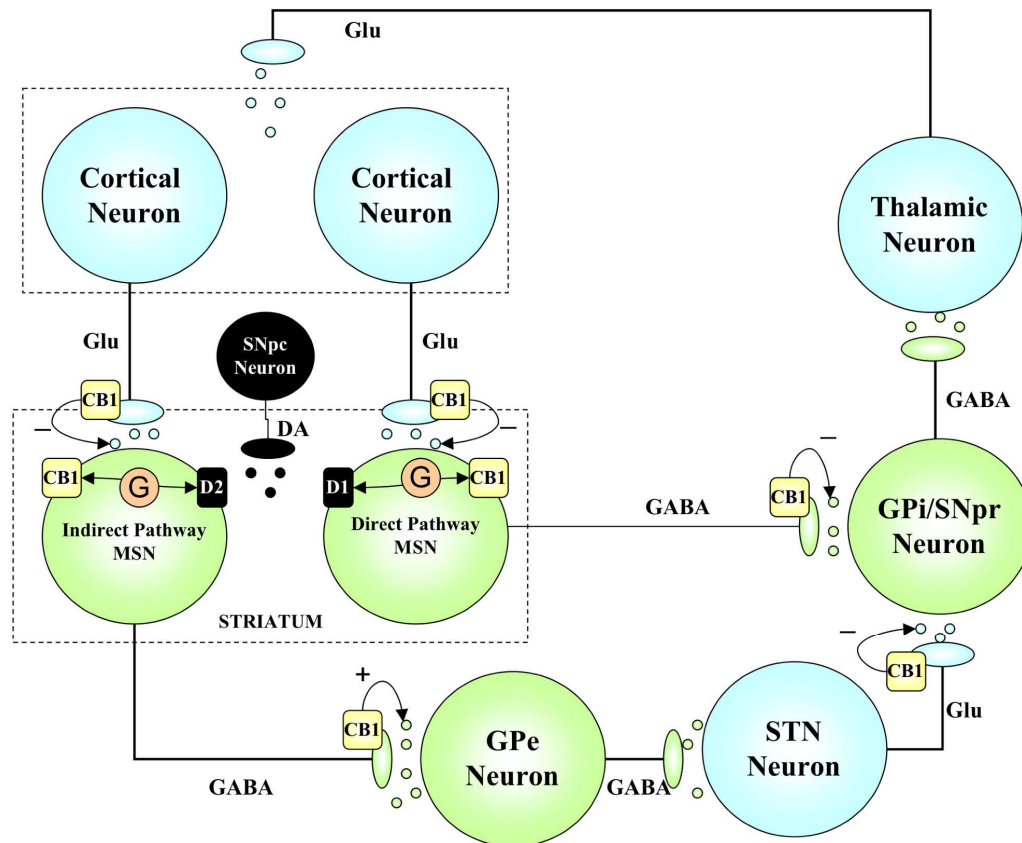 Glu
Cortical
Neuron
Cortical
Neuron
Thalamic
Neuron
Glu
SNpc
Neuron
Glu
GABA
CB1
CB1
–
DA
–
–
CB1
G
D2
D1
G
CB1
CB1
GABA
GPi/SNpr
Neuron
Indirect Pathway
MSN
Direct Pathway
MSN
STRIATUM
–
CB1
+
CB1
Glu
GPe
Neuron
STN
Neuron
GABA
GABA